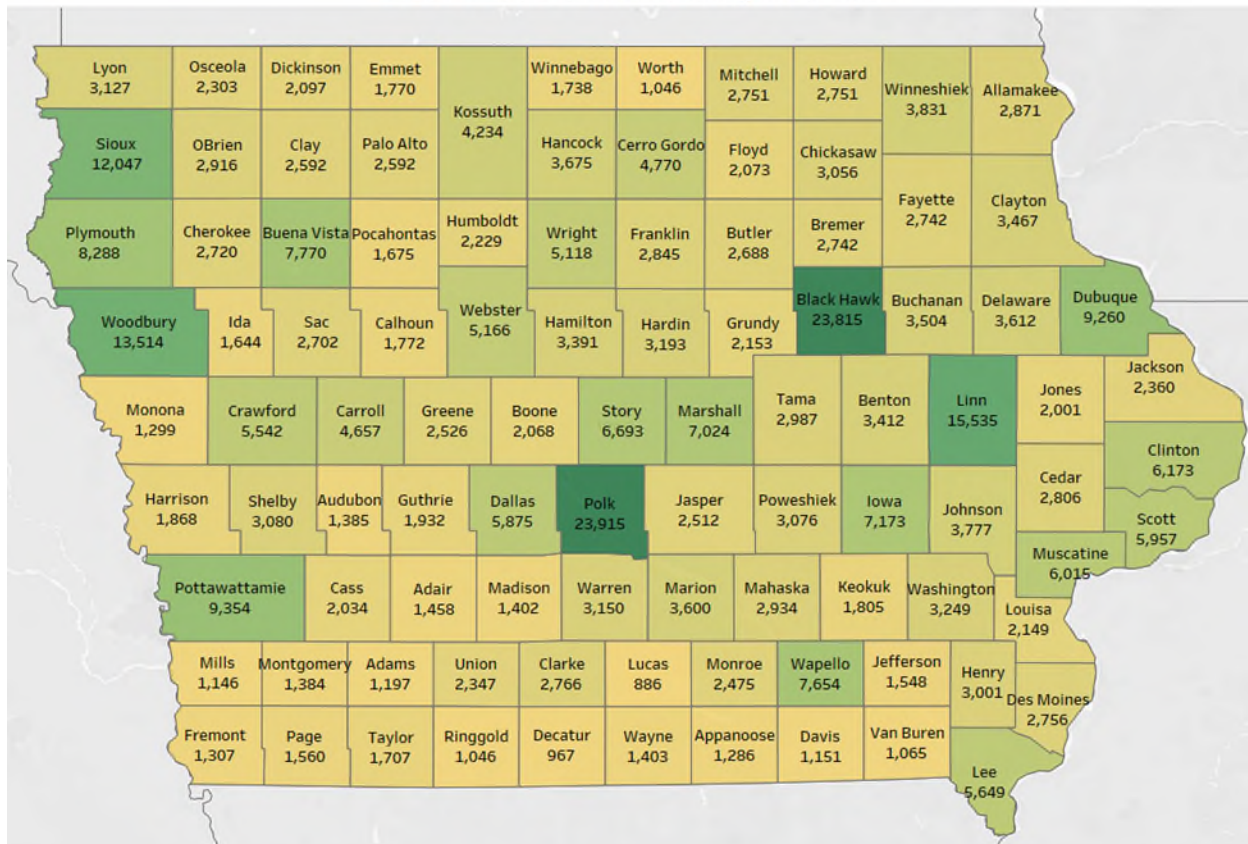 Lyon
3,127
Osceola
2,303
Dickinson
2,097
Emmet
1,770
Kossuth
4,234
Winnebago
1,738
Worth
1,046
Mitchell
2,751
Howard
2,751
Winneshiek
3,831
Allamakee
2,871
Sioux
12,047
OBrien
2,916
Clay
2,592
Palo Alto
2,592
Hancock
3,675
Cerro Gordo
4,770
Floyd
2,073
Chickasaw
3,056
Fayette
2,742
Clayton
3,467
Plymouth
8,288
Cherokee
2,720
Buena Vista
7,770
Pocahontas
1,675
Humboldt
2,229
Wright
5,118
Franklin
2,845
Butler
2,688
Bremer
2,742
Woodbury
13,514
Ida
1,644
Sac
2,702
Calhoun
1,772
Webster
5,166
Hamilton
3,391
Hardin
3,193
Grundy
2,153
Black Hawk
23,815
Buchanan
3,504
Delaware
3,612
Dubuque
9,260
Monona
1,299
Crawford
5,542
Carroll
4,657
Greene
2,526
Boone
2,068
Story
6,693
Marshall
7,024
Tama
2,987
Benton
3,412
Linn
15,535
Jones
2,001
Jackson
2,360
Clinton
6,173
Harrison
1,868
Shelby
3,080
Audubon
1,385
Guthrie
1,932
Dallas
5,875
Polk
23,915
Jasper
2,512
Poweshiek
3,076
Iowa
7,173
Johnson
3,777
Cedar
2,806
Scott
5,957
Muscatine
6,015
Pottawattamie
9,354
Cass
2,034
Adair
1,458
Madison
1,402
Warren
3,150
Marion
3,600
Mahaska
2,934
Keokuk
1,805
Washington
3,249
Louisa
2,149
Mills
1,146
Montgomery
1,384
Adams
1,197
Union
2,347
Clarke
2,766
Lucas
886
Monroe
2,475
Wapello
7,654
Jefferson
1,548
Henry
3,001
Des Moines
2,756
Fremont
1,307
Page
1,560
Taylor
1,707
Ringgold
1,046
Decatur
967
Wayne
1,403
Appanoose
1,286
Davis
1,151
Van Buren
1,065
Lee
5,649